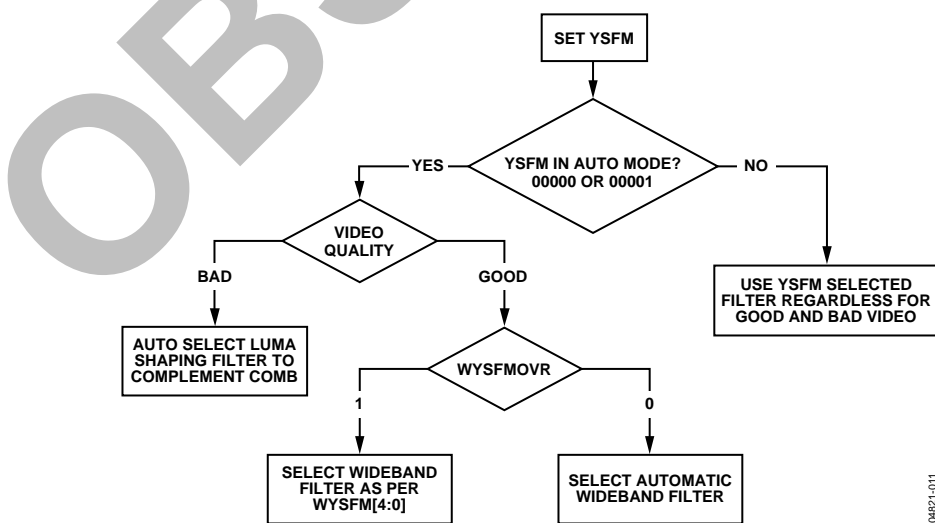 OBS
SET YSFM
YSFM IN AUTO MODE?
00000 OR 00001
YES
NO
VIDEO
QUALITY
BAD
GOOD
USE YSFM SELECTED
FILTER REGARDLESS FOR
GOOD AND BAD VIDEO
AUTO SELECT LUMA
SHAPING FILTER TO
COMPLEMENT COMB
WYSFMOVR
1
0
SELECT WIDEBAND
FILTER AS PER
WYSFM[4:0]
SELECT AUTOMATIC
WIDEBAND FILTER
04821-011